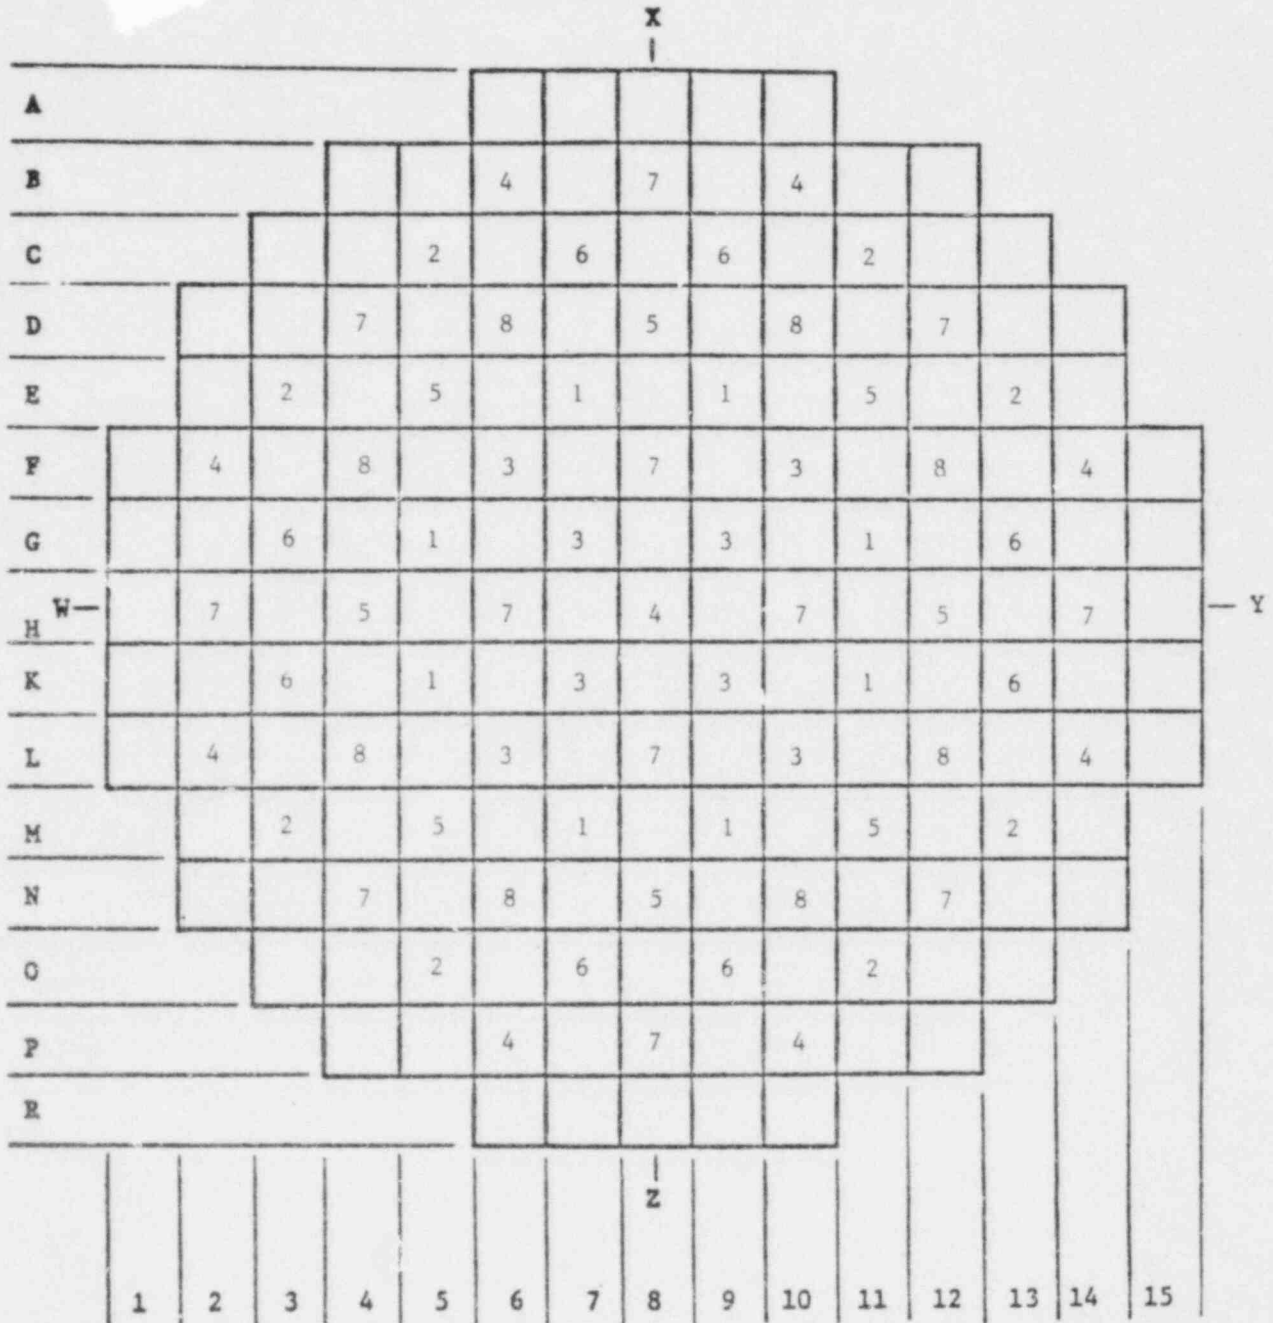 X
A
B 4 7 4
C 2 6 6 2
D 7 8 5 8 7
E 2 5 1 1 5 2
F 4 8 3 7 3 8 4
G 6 1 3 3 1 6
H W 7 5 7 4 7 5 7 Y
K 6 1 3 3 1 6
L 4 8 3 7 3 8 4
M 2 5 1 1 5 2
N 7 8 5 8 7
O 2 6 6 2
P 4 7 4
R
Z
1 2 3 4 5 6 7 8 9 10 11 12 13 14 15